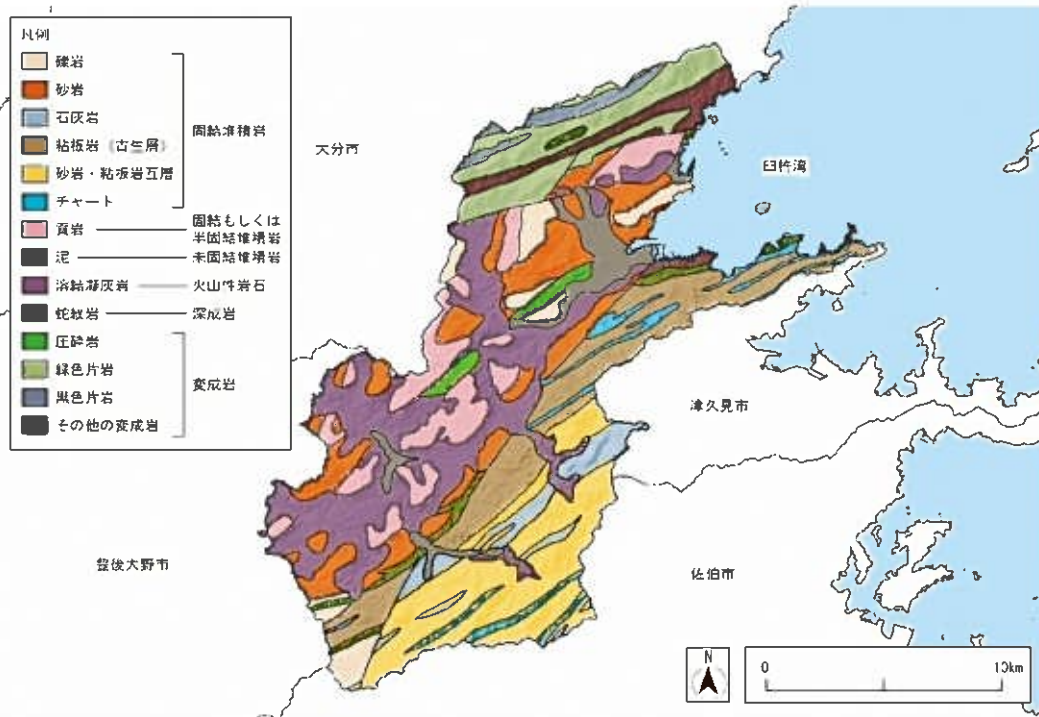 凡例
礫岩
砂岩
石灰岩
粘板岩(古生層)
砂岩・粘板岩互層
チャート
頁岩
泥
溶結凝灰岩
蛇紋岩
圧砕岩
緑色片岩
黒色片岩
その他の変成岩
固結堆積岩
固結もしくは
半固結堆積岩
未固結堆積岩
火山性岩石
深成岩
変成岩
大分市
臼杵湾
津久見市
佐伯市
豊後大野市
N
0
10km